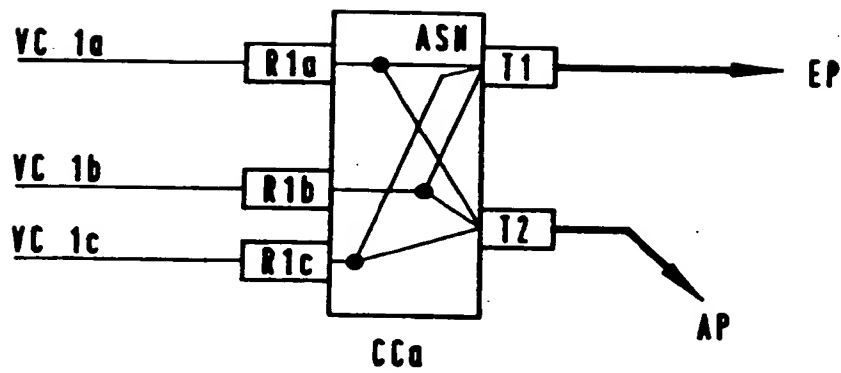 VC 1a
R1a
ASN
T1
EP
VC 1b
R1b
VC 1c
R1c
T2
AP
CCa